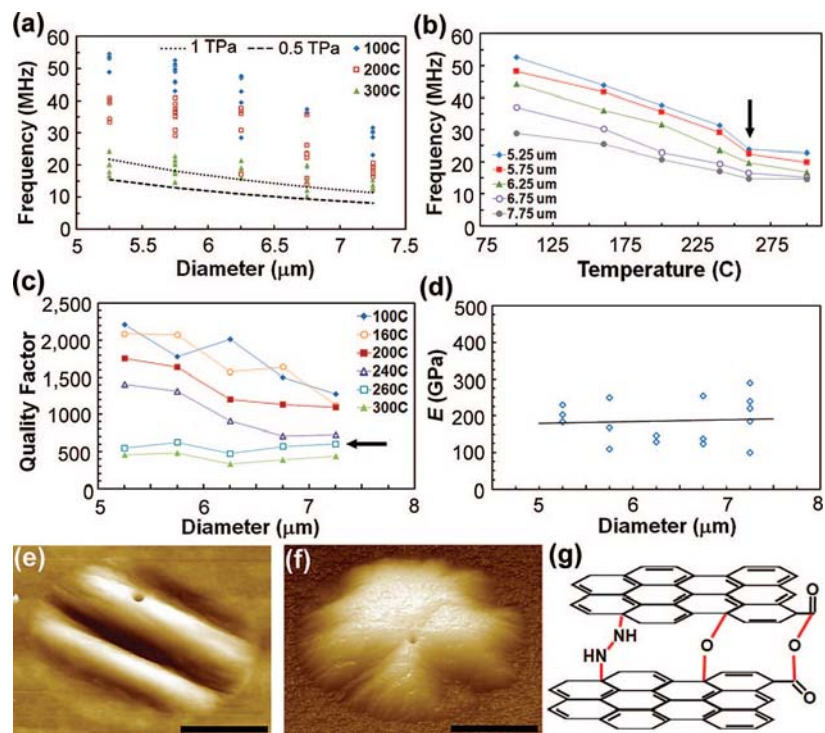 (a)
60
50
40
30
20
10
0
Frequency (MHz)
5
5.5
6
6.5
7
7.5
Diameter (μm)
1 TPa
0.5 TPa
100C
200C
300C
(b)
60
50
40
30
20
10
0
Frequency (MHz)
75
125
175
225
275
Temperature (C)
5.25 um
5.75 um
6.25 um
6.75 um
7.75 um
(c)
2,500
2,000
1,500
1000
500
0
Quality Factor
5
6
7
8
Diameter (μm)
100C
160C
200C
240C
260C
300C
(d)
500
400
300
200
100
0
E (GPa)
5
6
7
8
Diameter (μm)
(e)
(f)
(g)
O
NH
HN
O
O
O